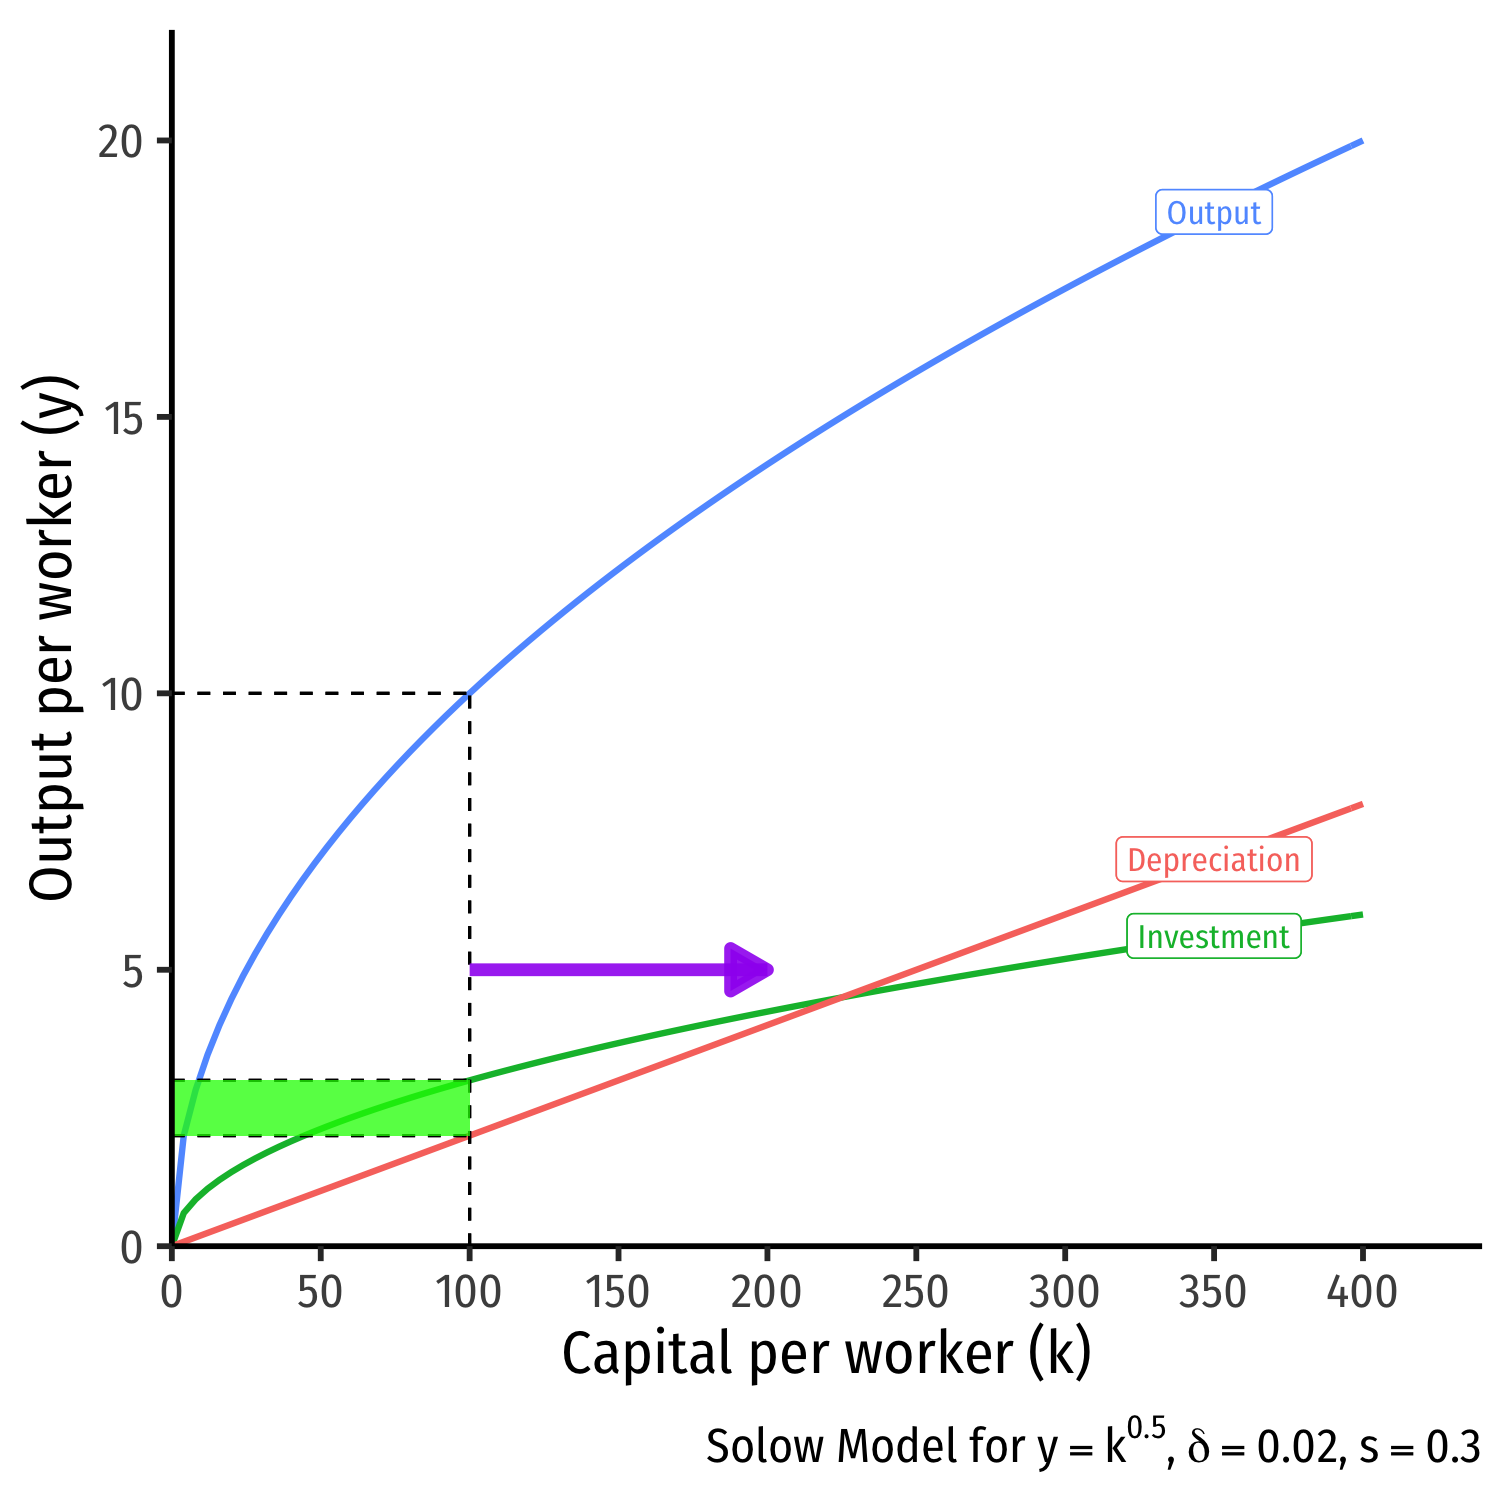 Output per worker (y)
20
15
10
5
0
Output
Depreciation
Investment
0 50 100 150 200 250 300 350 400
Capital per worker (k)
Solow Model for y = k^0.5, δ = 0.02, s = 0.3